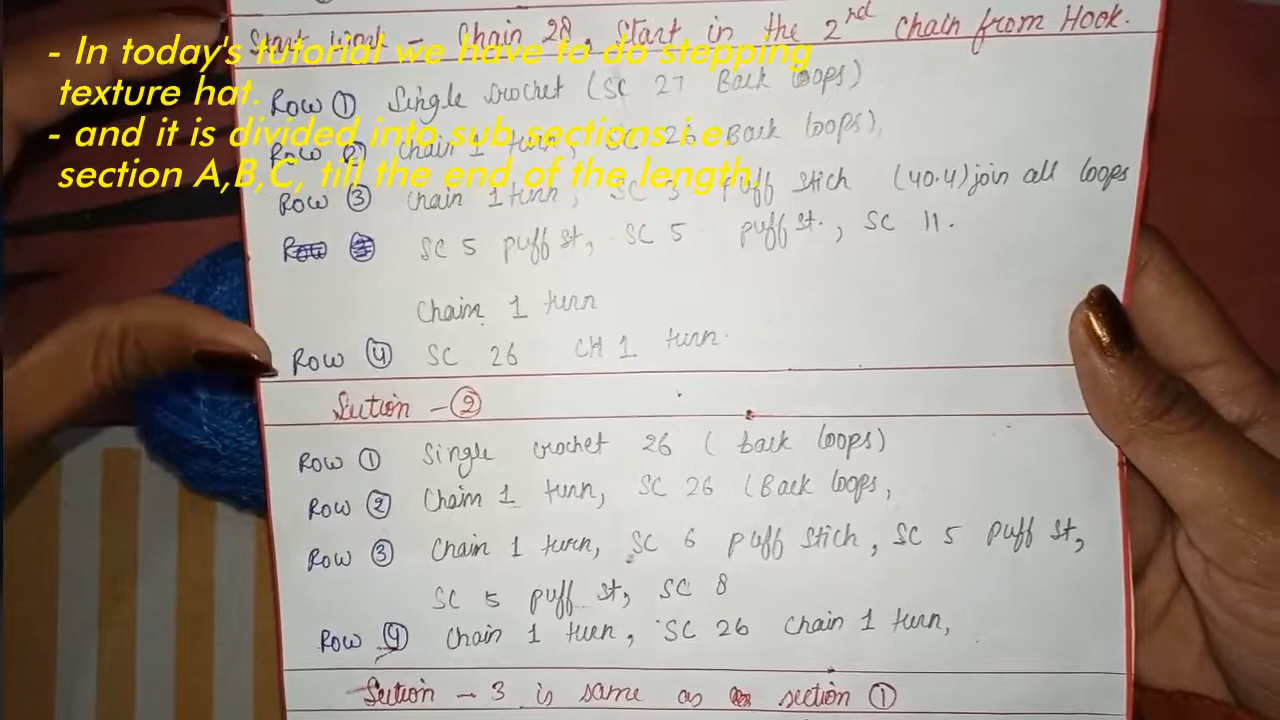 Start with - Chain 28, Start in the 2nd Chain from Hook.
- In today's tutorial we have to do stepping
texture hat.
- and it is divided into sub sections i.e.
section A,B,C, till the end of the length.
Row ① Single crochet (SC 27 Back loops)
Row Chain 1 turn, SC 26 Back loops),
Row ③ Chain 1 turn, SC 3 puff stich (40.4) join all loops
SC 5 puff st, SC 5 puff st., SC 11.
Chain 1 turn
Row ④ SC 26 CH 1 turn.
Section - ②
Row ① Single crochet 26 ( back loops)
Row ② Chain 1 turn, SC 26 (Back loops,
Row ③ Chain 1 turn, SC 6 puff stich, SC 5 puff st,
SC 5 puff st, SC 8
Row ④ Chain 1 turn, SC 26 chain 1 turn,
Section - 3 is same as section ①